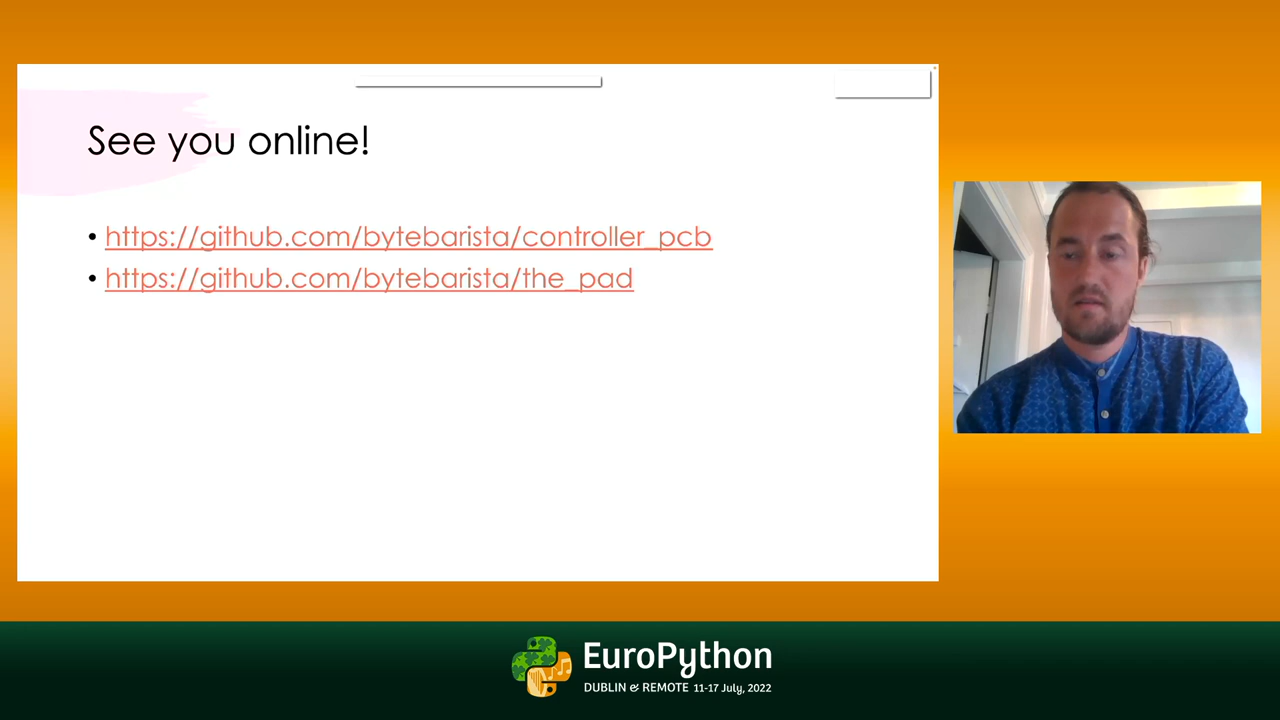 See you online!
• https://github.com/bytebarista/controller_pcb
• https://github.com/bytebarista/the_pad
EuroPython
DUBLIN & REMOTE 11-17 July, 2022